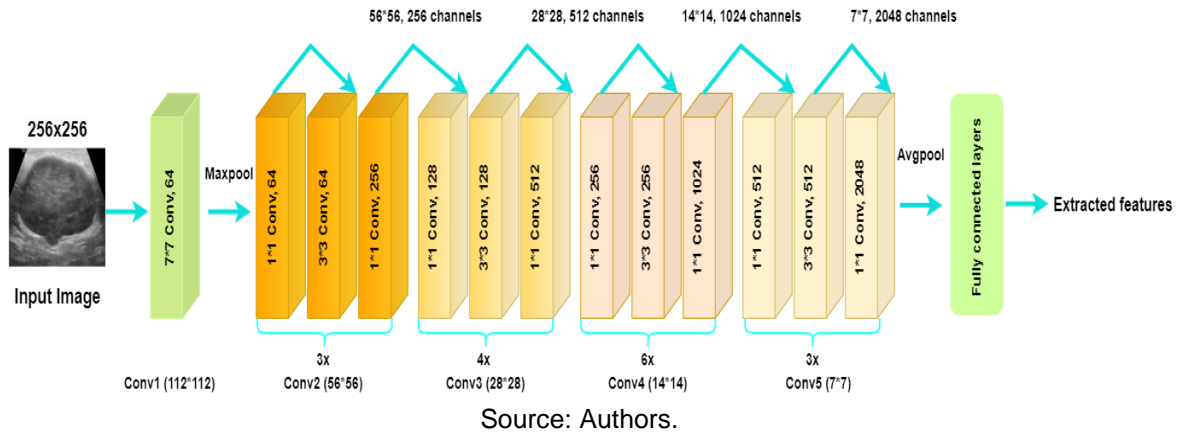 56*56, 256 channels
28*28, 512 channels
14*14, 1024 channels
7*7, 2048 channels
256x256
Input Image
7*7 Conv, 64
Maxpool
1*1 Conv, 64
3*3 Conv, 64
1*1 Conv, 256
1*1 Conv, 128
3*3 Conv, 128
1*1 Conv, 512
1*1 Conv, 256
3*3 Conv, 256
1*1 Conv, 1024
1*1 Conv, 512
3*3 Conv, 512
1*1 Conv, 2048
Avgpool
Fully connected layers
Extracted features
3x
4x
6x
3x
Conv1 (112*112)
Conv2 (56*56)
Conv3 (28*28)
Conv4 (14*14)
Conv5 (7*7)
Source: Authors.